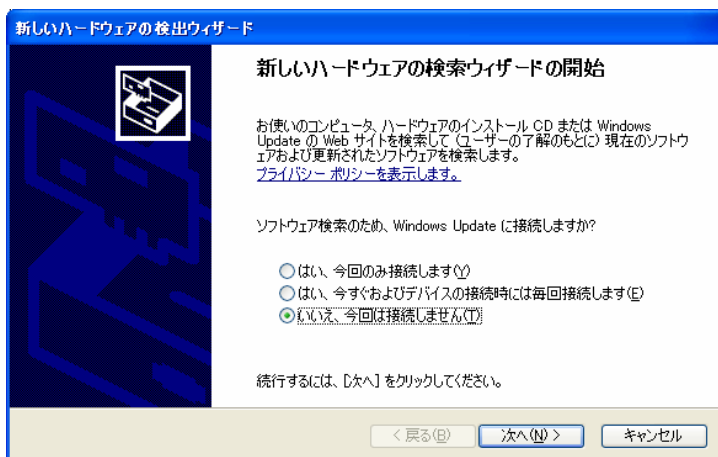 新しいハードウェアの検出ウィザード
新しいハードウェアの検索ウィザードの開始
お使いのコンピュータ、ハードウェアのインストール CD または Windows
Update の Web サイトを検索して (ユーザーの了解のもとに) 現在のソフトウ
ェアおよび更新されたソフトウェアを検索します。
プライバシー ポリシーを表示します。
ソフトウェア検索のため、Windows Update に接続しますか?
はい、今回のみ接続します(Y)
はい、今すぐおよびデバイスの接続時には毎回接続します(E)
いいえ、今回は接続しません(T)
続行するには、[次へ] をクリックしてください。
< 戻る(B)
次へ(N) >
キャンセル